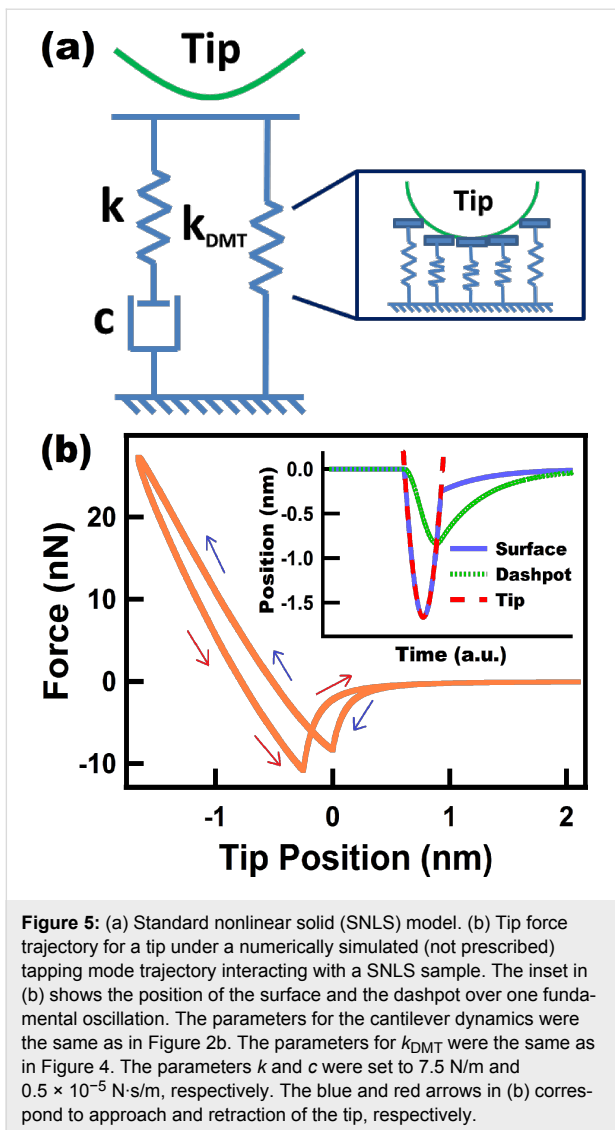 (a)
Tip
k
k_DMT
c
Tip
(b)
Force (nN)
20
10
0
-10
-1
0
1
2
Tip Position (nm)
Position (nm)
0.0
-0.5
-1.0
-1.5
Surface
Dashpot
Tip
Time (a.u.)
Figure 5: (a) Standard nonlinear solid (SNLS) model. (b) Tip force
trajectory for a tip under a numerically simulated (not prescribed)
tapping mode trajectory interacting with a SNLS sample. The inset in
(b) shows the position of the surface and the dashpot over one funda-
mental oscillation. The parameters for the cantilever dynamics were
the same as in Figure 2b. The parameters for k_DMT were the same as
in Figure 4. The parameters k and c were set to 7.5 N/m and
0.5 × 10⁻⁵ N·s/m, respectively. The blue and red arrows in (b) corres-
pond to approach and retraction of the tip, respectively.